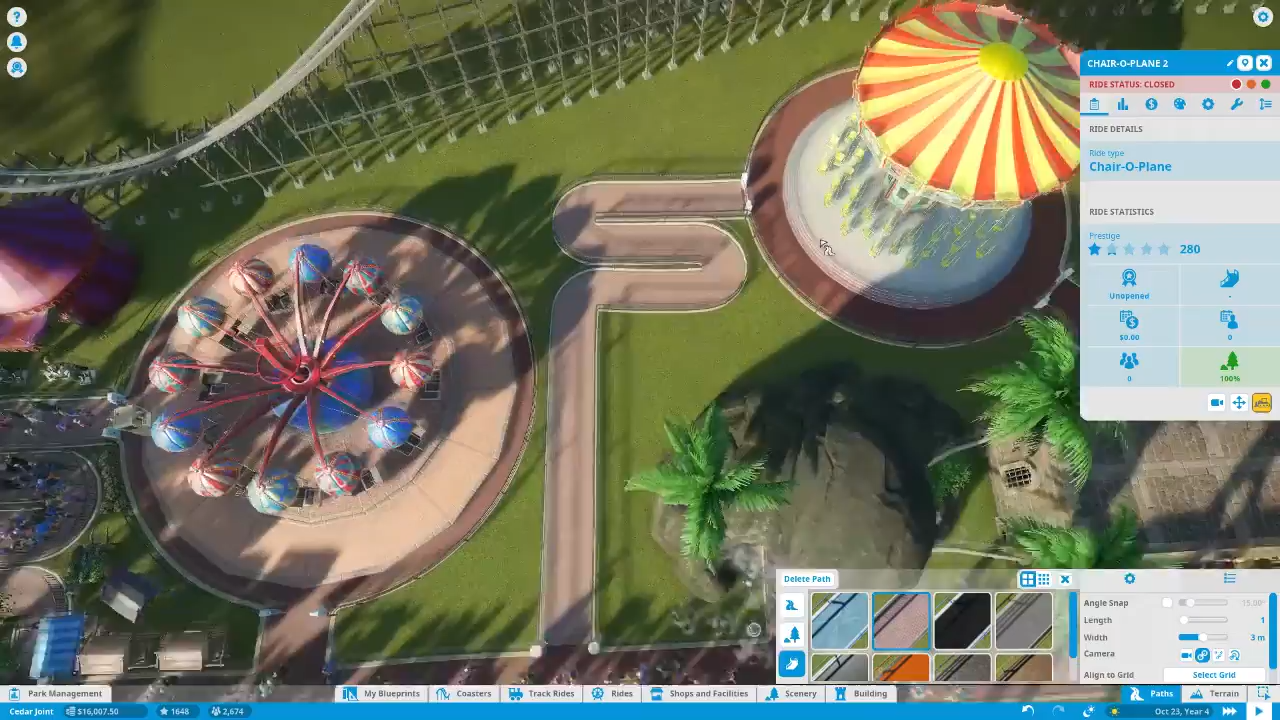 CHAIR-O-PLANE 2
RIDE STATUS: CLOSED
RIDE DETAILS
Ride type
Chair-O-Plane
RIDE STATISTICS
Prestige
280
Unopened
-
$0.00
0
0
100%
Delete Path
Angle Snap
15.00°
Length
1
Width
3 m
Camera
Align to Grid
Select Grid
Park Management
My Blueprints
Coasters
Track Rides
Rides
Shops and Facilities
Scenery
Building
Paths
Terrain
Cedar Joint
$16,007.50
1648
2,674
Oct 23, Year 4